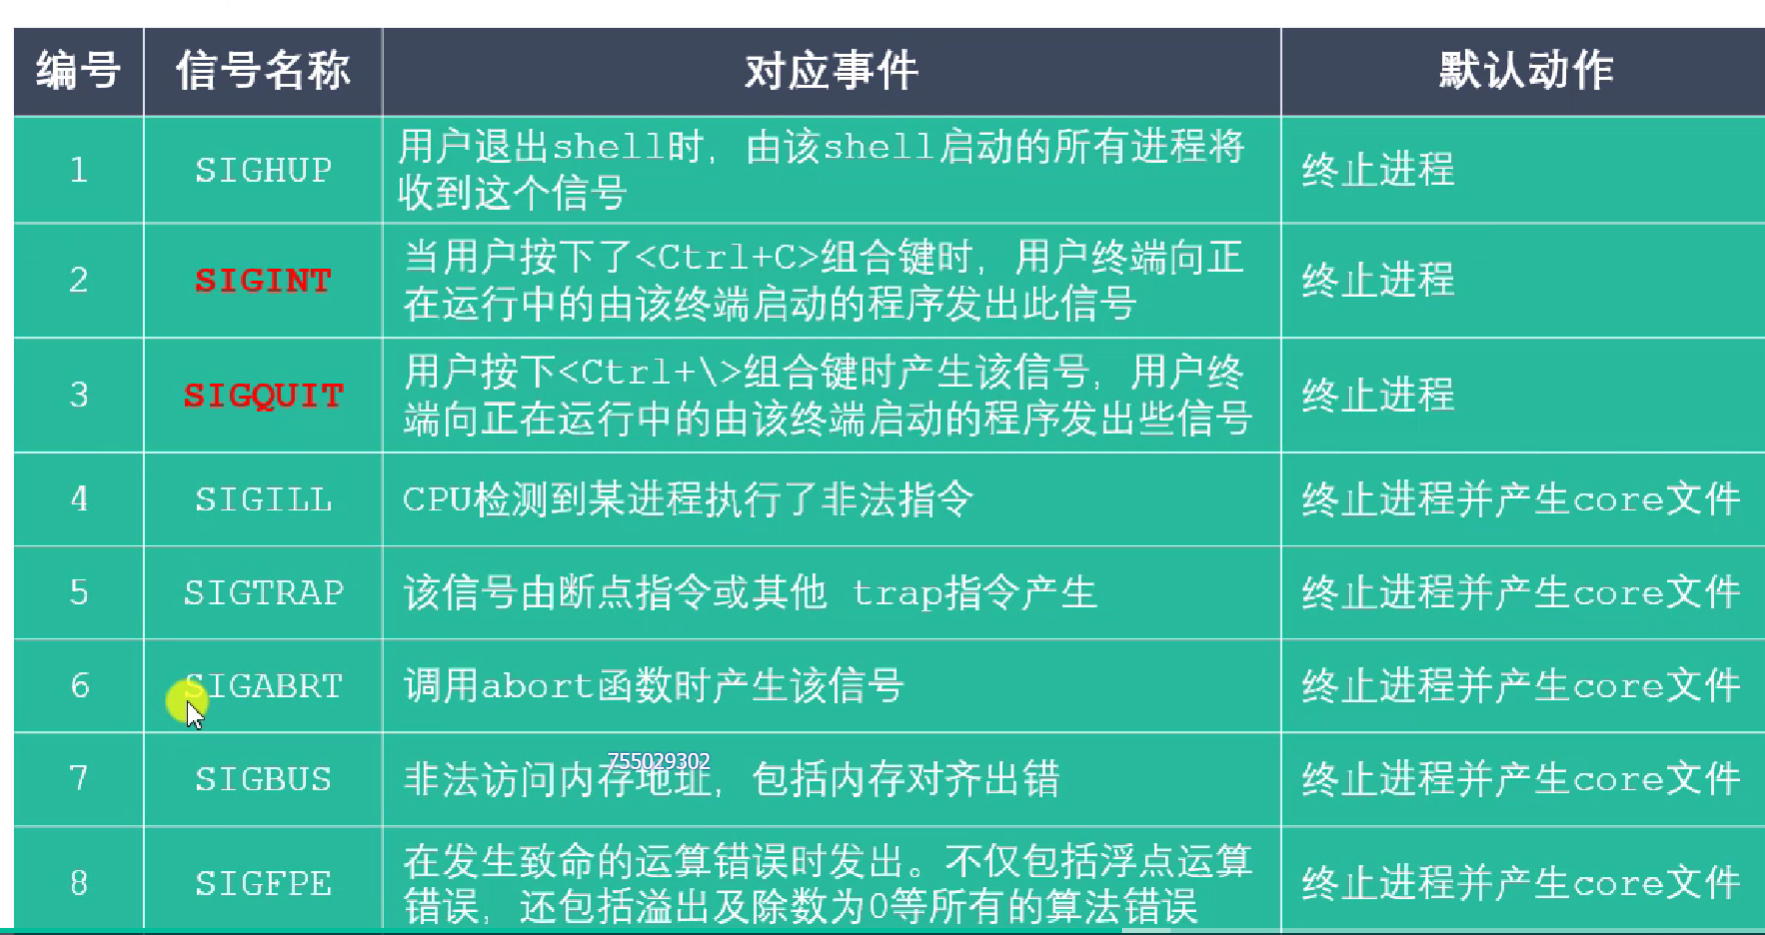 编号 信号名称 对应事件 默认动作
1 SIGHUP 用户退出shell时，由该shell启动的所有进程将
收到这个信号 终止进程
2 SIGINT 当用户按下了<Ctrl+C>组合键时，用户终端向正
在运行中的由该终端启动的程序发出此信号 终止进程
3 SIGQUIT 用户按下<Ctrl+\>组合键时产生该信号，用户终
端向正在运行中的由该终端启动的程序发出些信号 终止进程
4 SIGILL CPU检测到某进程执行了非法指令 终止进程并产生core文件
5 SIGTRAP 该信号由断点指令或其他 trap指令产生 终止进程并产生core文件
6 SIGABRT 调用abort函数时产生该信号 终止进程并产生core文件
755029302
7 SIGBUS 非法访问内存地址，包括内存对齐出错 终止进程并产生core文件
8 SIGFPE 在发生致命的运算错误时发出。不仅包括浮点运算
错误，还包括溢出及除数为0等所有的算法错误 终止进程并产生core文件